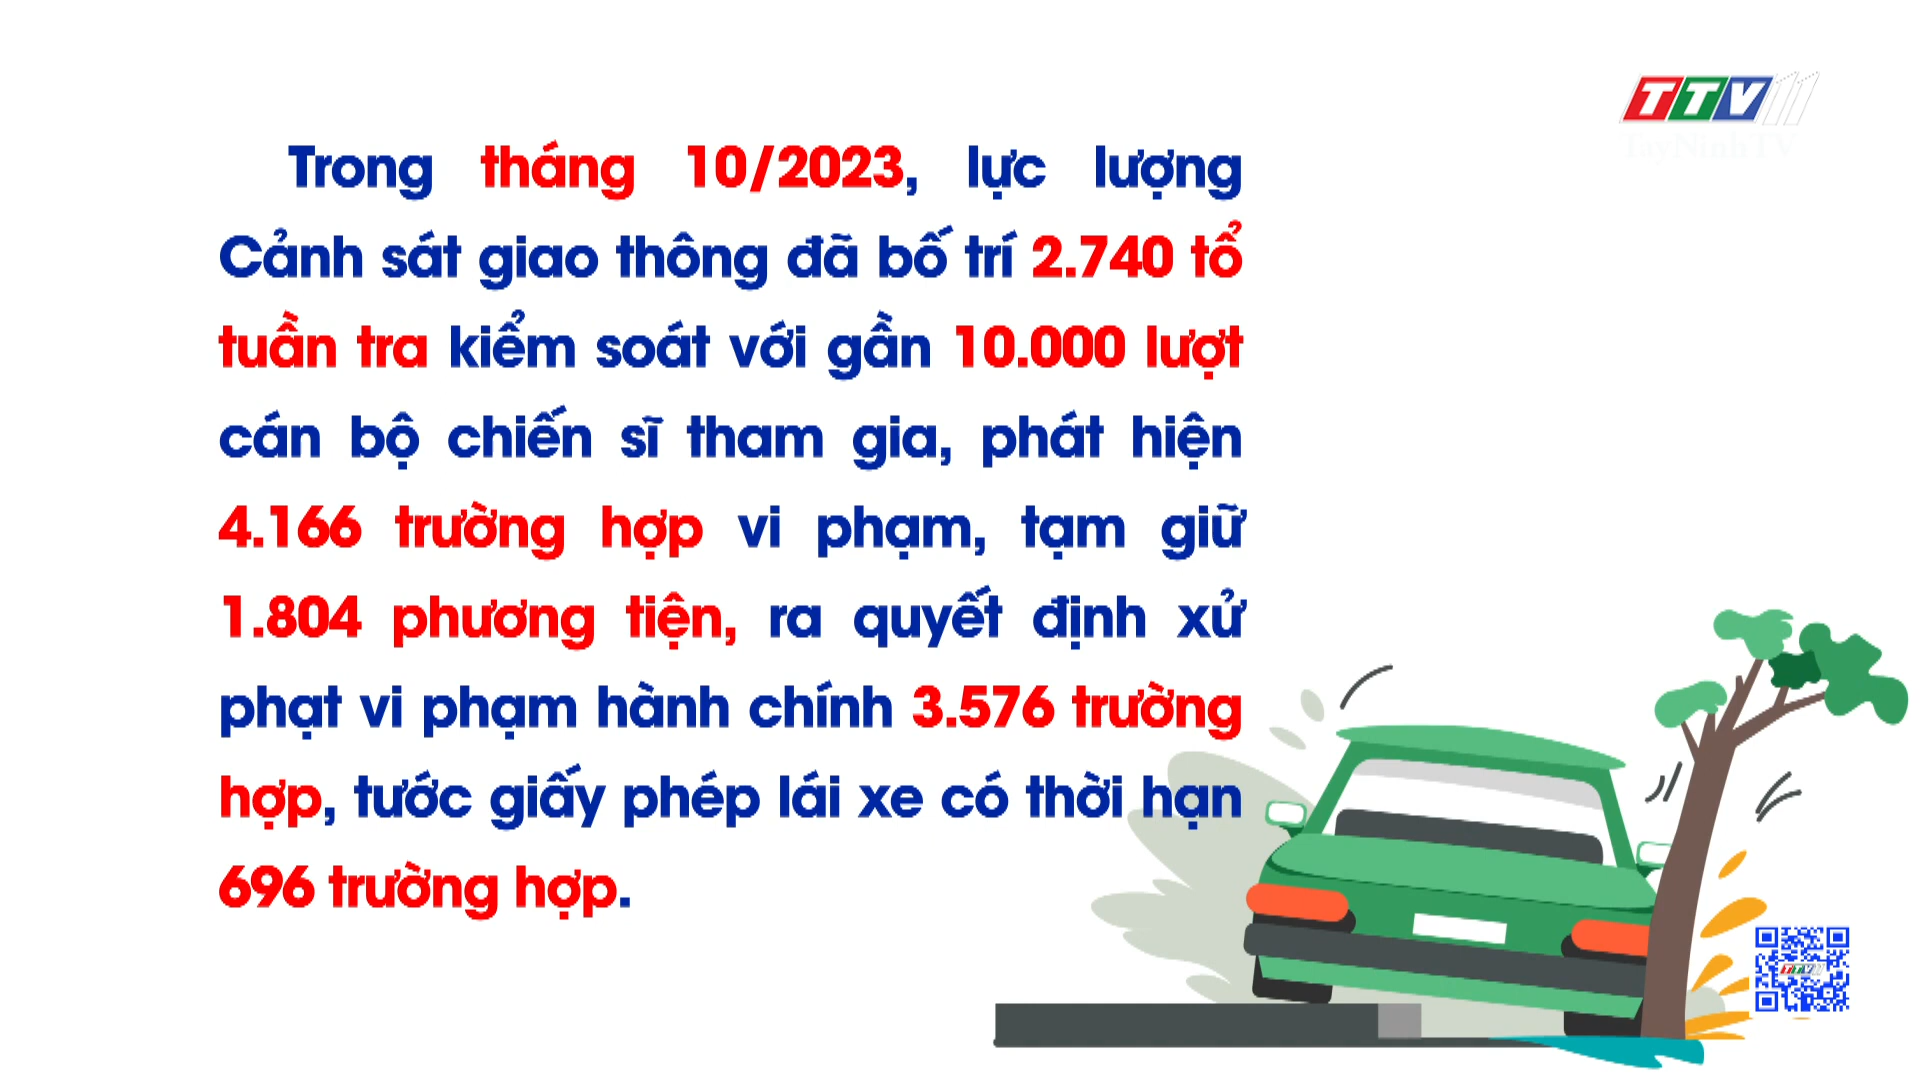 TTV11
TayNinhTV
Trong tháng 10/2023, lực lượng
Cảnh sát giao thông đã bố trí 2.740 tổ
tuần tra kiểm soát với gần 10.000 lượt
cán bộ chiến sĩ tham gia, phát hiện
4.166 trường hợp vi phạm, tạm giữ
1.804 phương tiện, ra quyết định xử
phạt vi phạm hành chính 3.576 trường
hợp, tước giấy phép lái xe có thời hạn
696 trường hợp.
TTV11